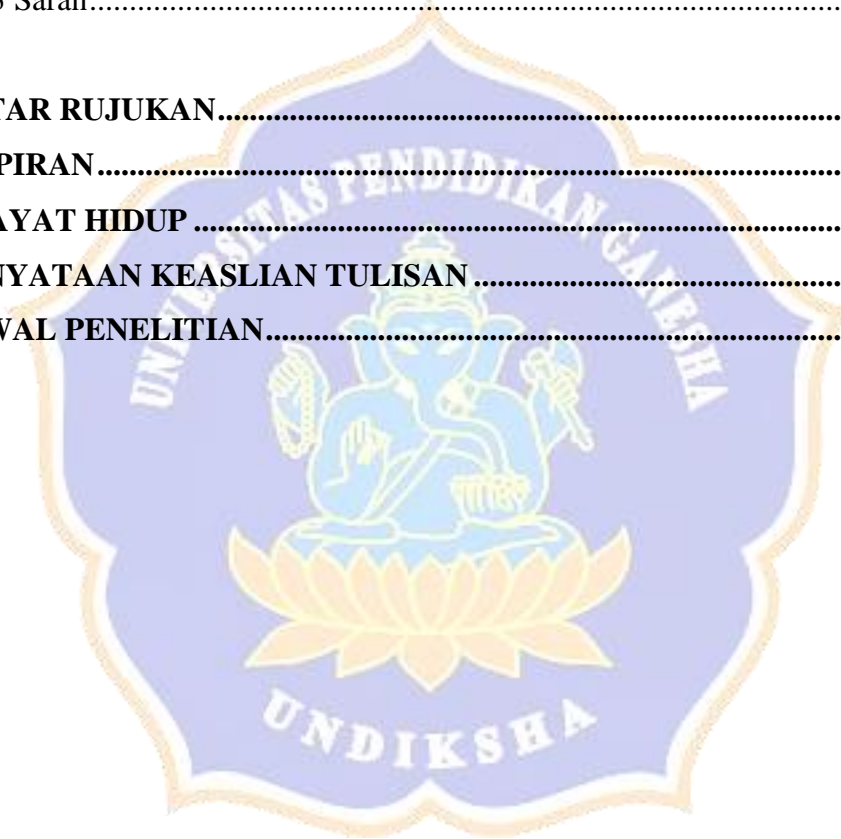 Saran........................................................................................................
TAR RUJUKAN....................................................................................
PIRAN....................................................................................................
AYAT HIDUP.......................................................................................
NYATAAN KEASLIAN TULISAN..................................................
WAL PENELITIAN..............................................................................
UNIVERSITAS PENDIDIKAN GANESHA
UNDIKSHA